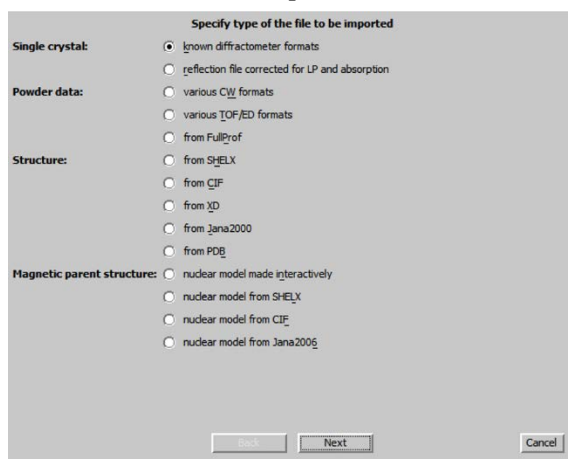 Specify type of the file to be imported
Single crystal: known diffractometer formats
reflection file corrected for LP and absorption
Powder data: various CW formats
various TOF/ED formats
from FullProf
Structure: from SHELX
from CIF
from XD
from Jana2000
from PDB
Magnetic parent structure: nuclear model made interactively
nuclear model from SHELX
nuclear model from CIF
nuclear model from Jana2006
Back Next Cancel